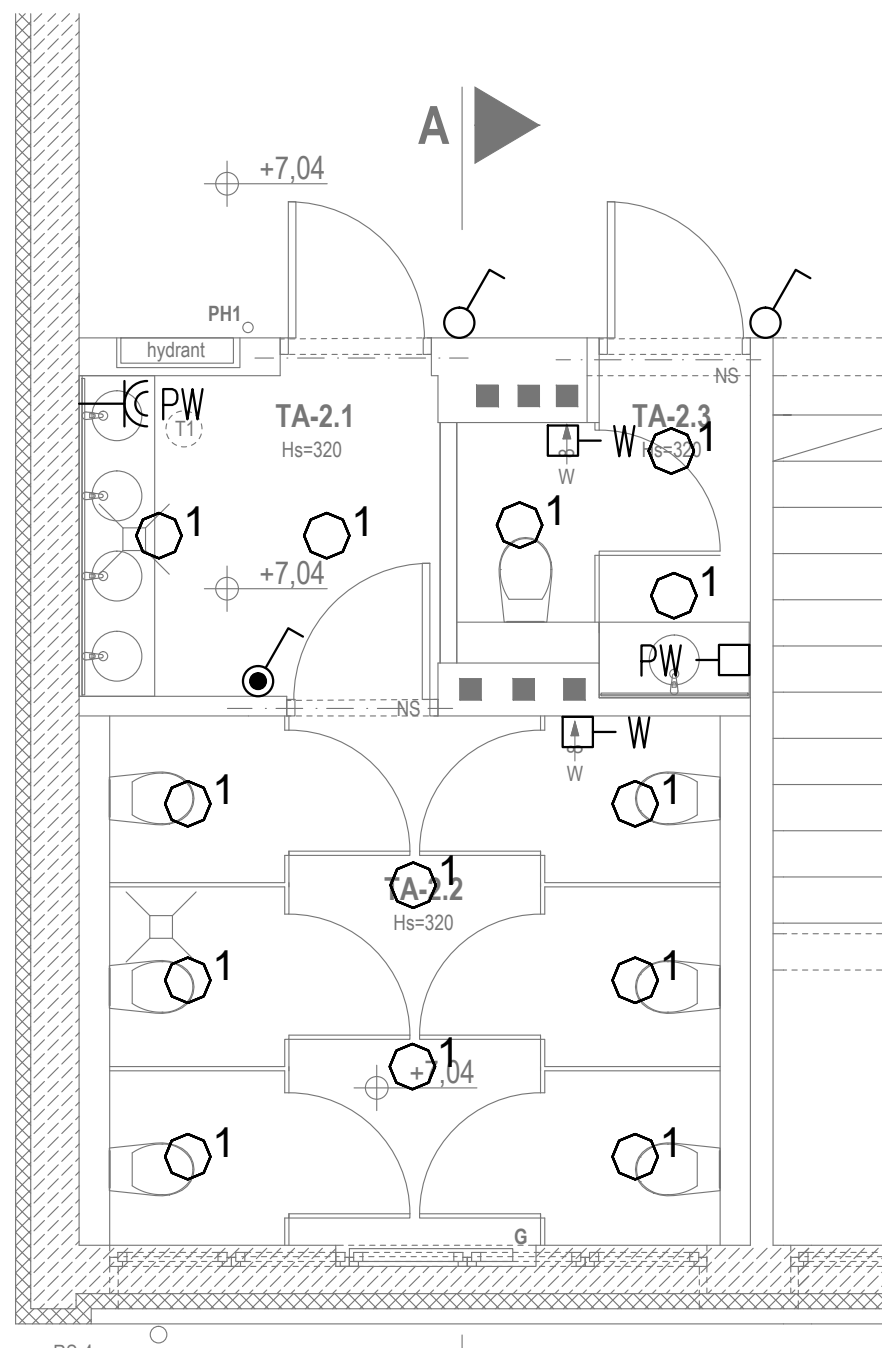 A
+7,04
PH1
hydrant
NS
PW
T1
TA-2.1
Hs=320
TA-2.3
Hs=320
W
W
1
1
1
1
+7,04
1
PW
NS
W
W
1
1
1
TA-2.2
Hs=320
1
1
1
+7,04
1
1
G